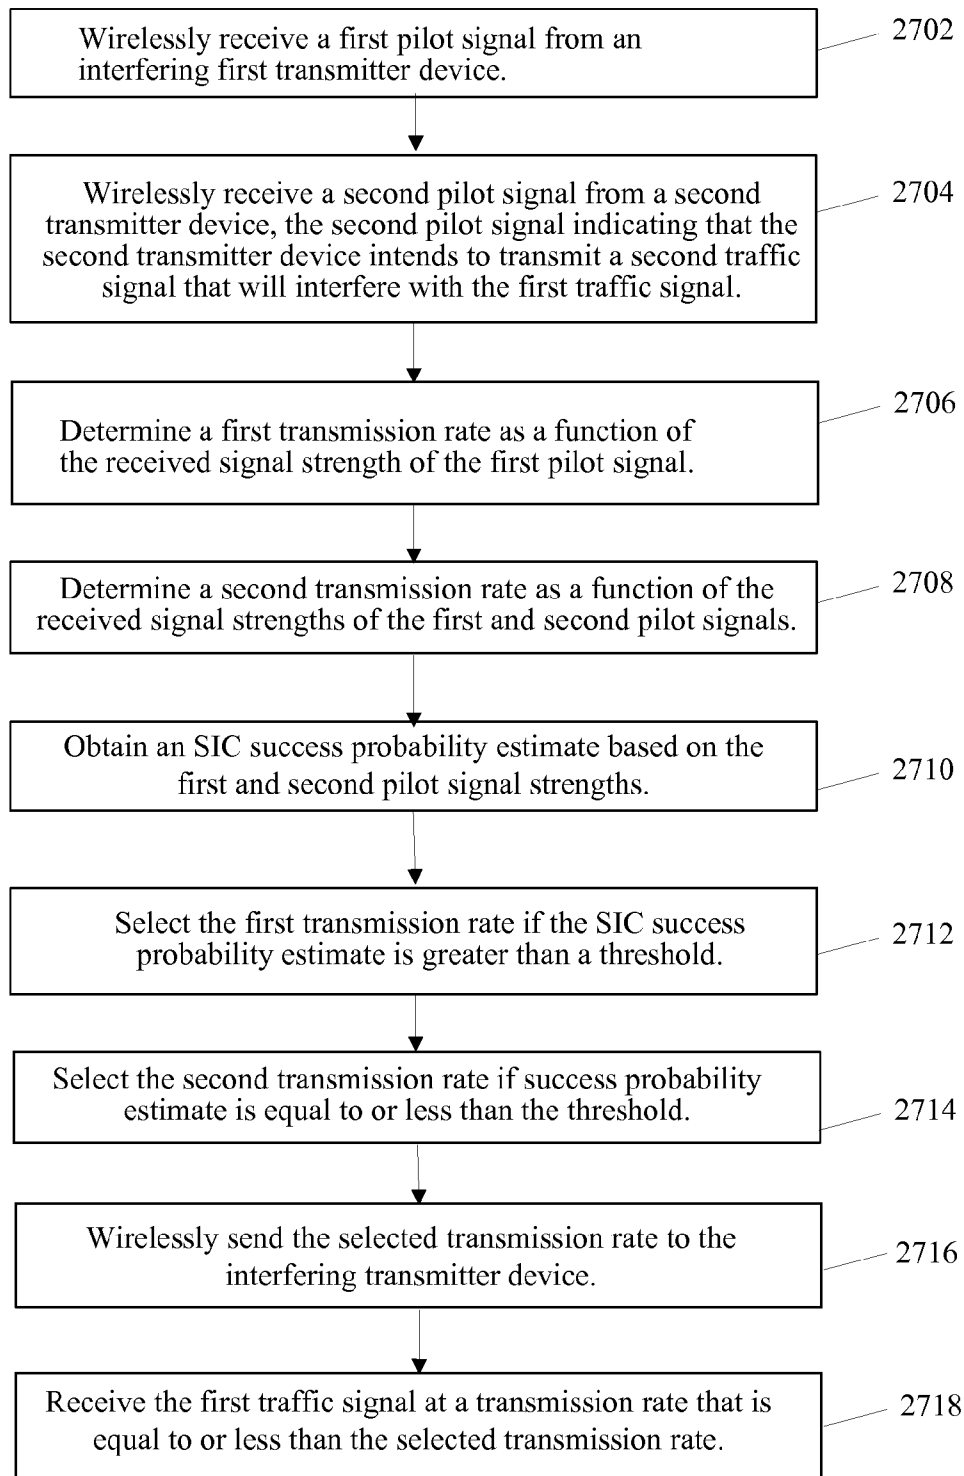 Wirelessly receive a first pilot signal from an
interfering first transmitter device.
2702
Wirelessly receive a second pilot signal from a second
transmitter device, the second pilot signal indicating that the
second transmitter device intends to transmit a second traffic
signal that will interfere with the first traffic signal.
2704
Determine a first transmission rate as a function of
the received signal strength of the first pilot signal.
2706
Determine a second transmission rate as a function of the
received signal strengths of the first and second pilot signals.
2708
Obtain an SIC success probability estimate based on the
first and second pilot signal strengths.
2710
Select the first transmission rate if the SIC success
probability estimate is greater than a threshold.
2712
Select the second transmission rate if success probability
estimate is equal to or less than the threshold.
2714
Wirelessly send the selected transmission rate to the
interfering transmitter device.
2716
Receive the first traffic signal at a transmission rate that is
equal to or less than the selected transmission rate.
2718